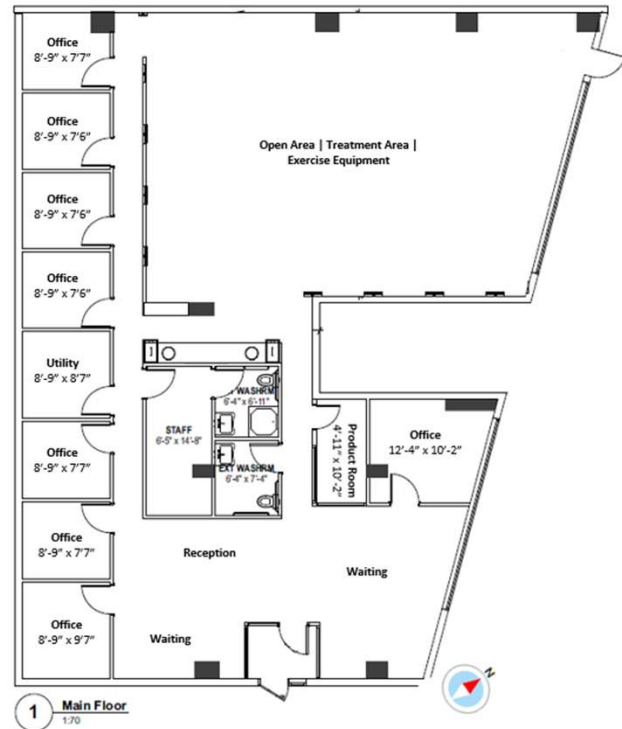 Office
8'-9" x 7'7"
Office
8'-9" x 7'6"
Office
8'-9" x 7'6"
Office
8'-9" x 7'6"
Utility
8'-9" x 8'7"
Office
8'-9" x 7'7"
Office
8'-9" x 7'7"
Office
8'-9" x 9'7"
Open Area | Treatment Area |
Exercise Equipment
STAFF
6'-5" x 14'-8"
WASHRM
6'-4" x 6'-11"
EXT WASHRM
6'-4" x 7'-4"
Product Room
4'-11" x 10'-2"
Office
12'-4" x 10'-2"
Reception
Waiting
Waiting
N
1
Main Floor
1:70